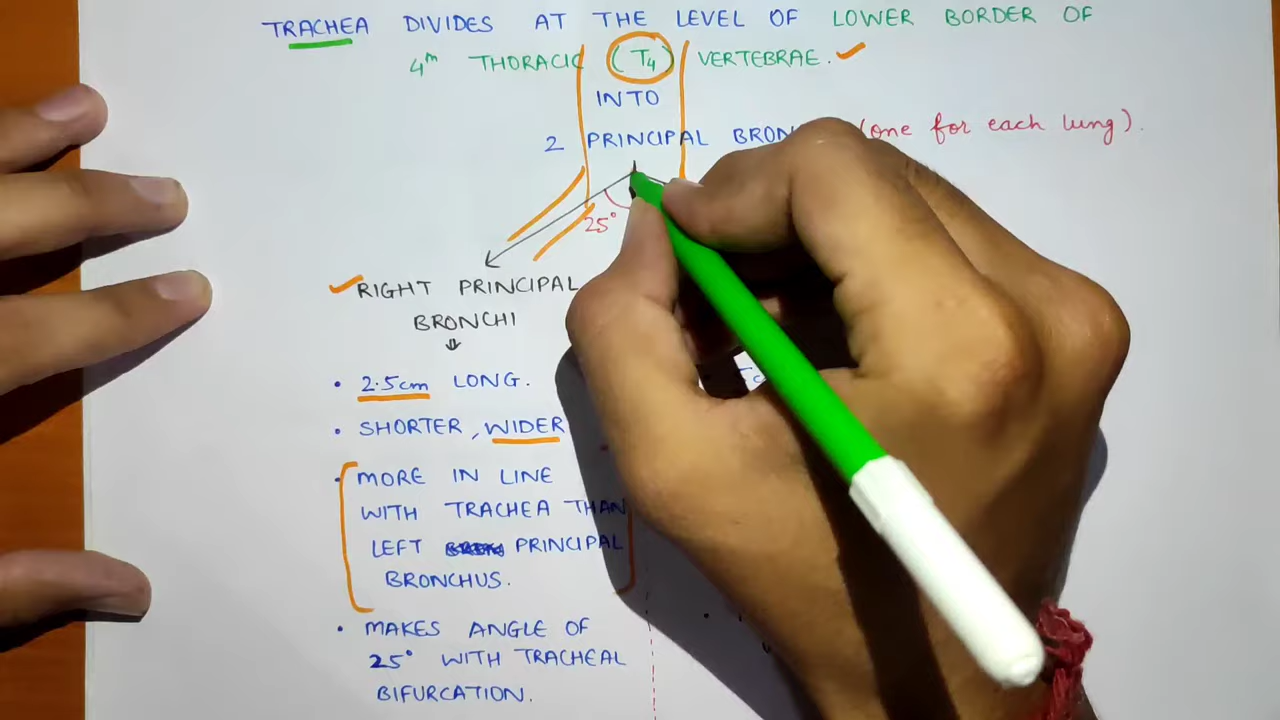 TRACHEA DIVIDES AT THE LEVEL OF LOWER BORDER OF
4th THORACIC (T4) VERTEBRAE.
INTO
2 PRINCIPAL (one for each lung).
25°
RIGHT PRINCIPAL
BRONCHI
• 2.5cm LONG.
• SHORTER, WIDER
• MORE IN LINE
WITH TRACHEA THAN
LEFT PRINCIPAL
BRONCHUS.
• MAKES ANGLE OF
25° WITH TRACHEAL
BIFURCATION.